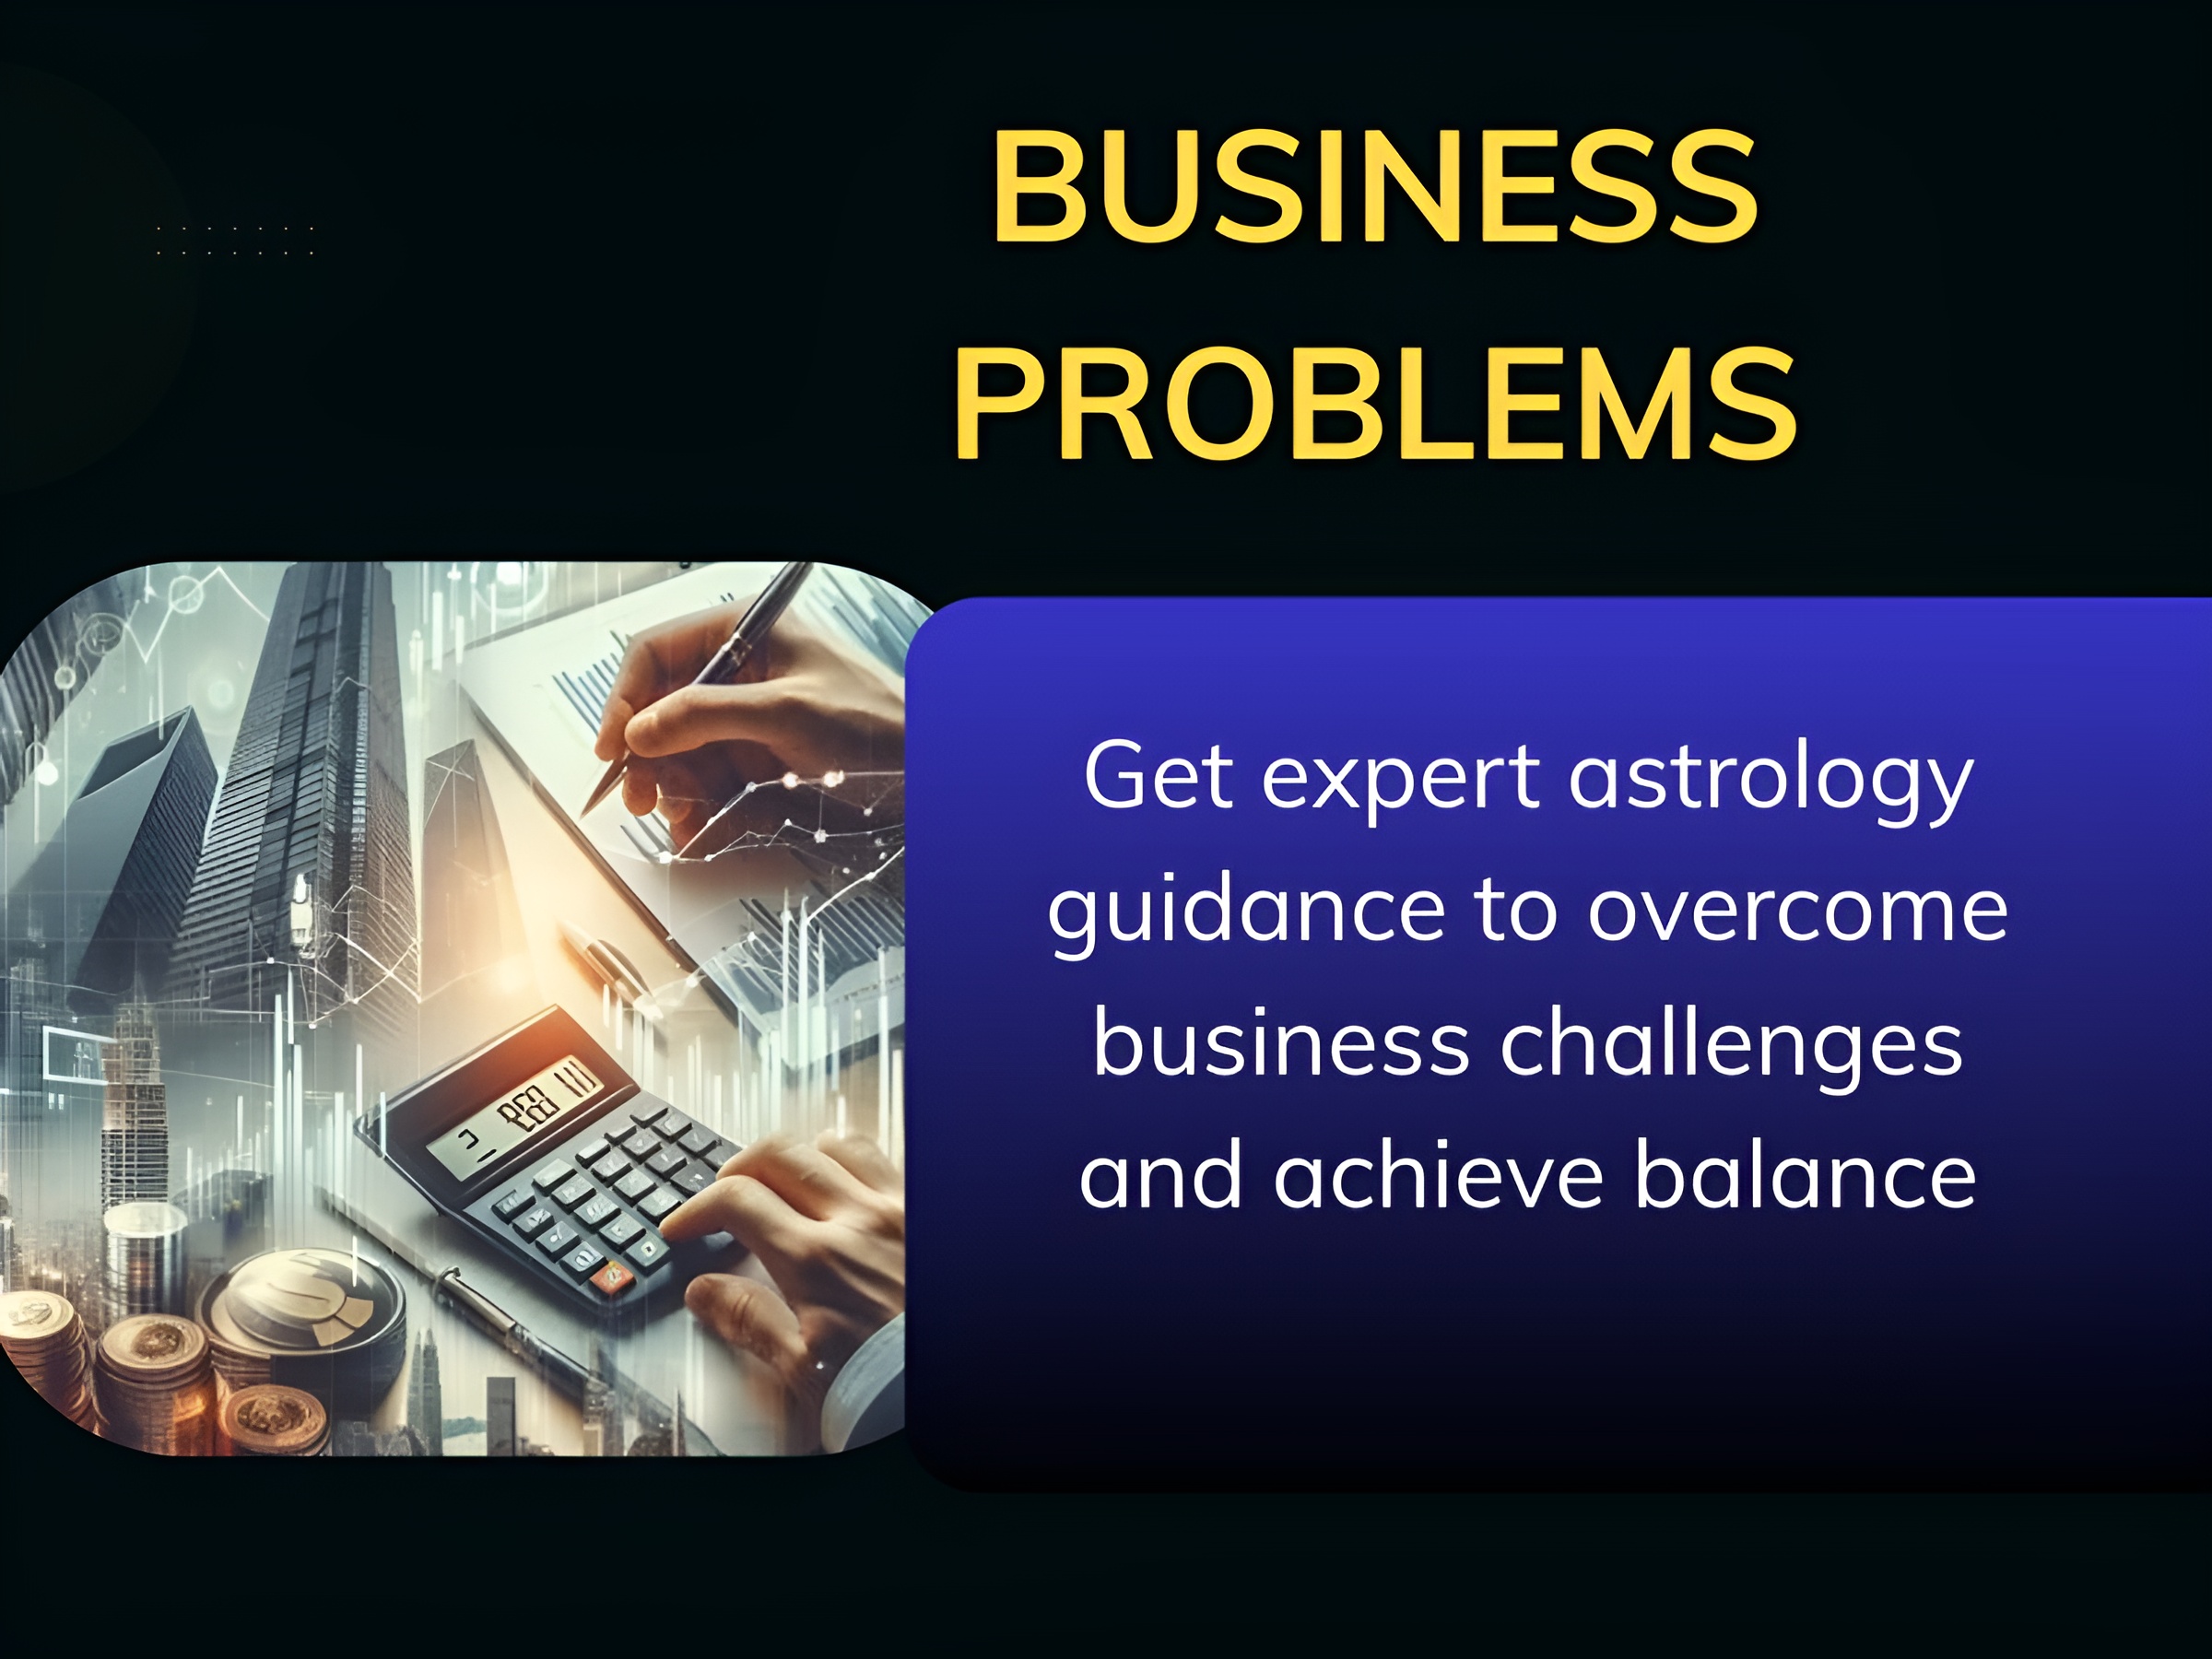 BUSINESS
PROBLEMS
Get expert astrology
guidance to overcome
business challenges
and achieve balance